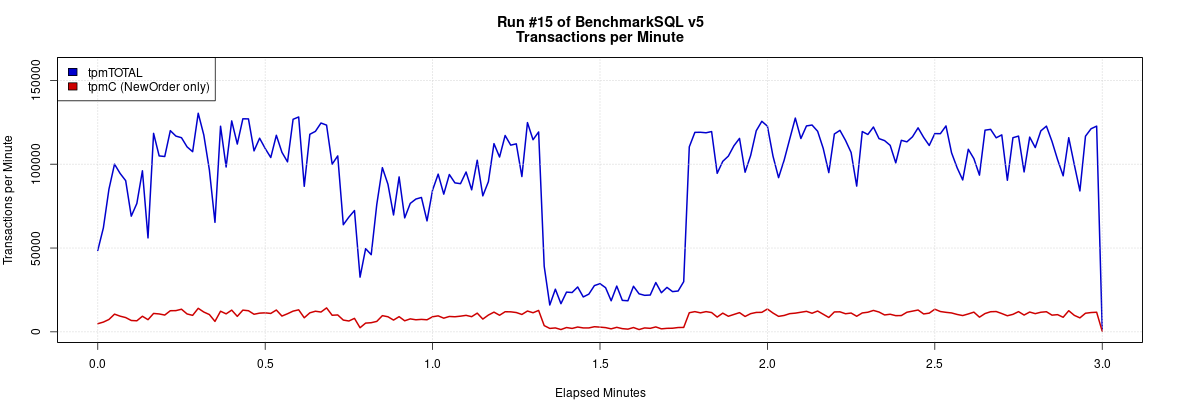 Run #15 of BenchmarkSQL v5
Transactions per Minute
tpmTOTAL
tpmC (NewOrder only)
Transactions per Minute
150000
100000
50000
0
0.0 0.5 1.0 1.5 2.0 2.5 3.0
Elapsed Minutes